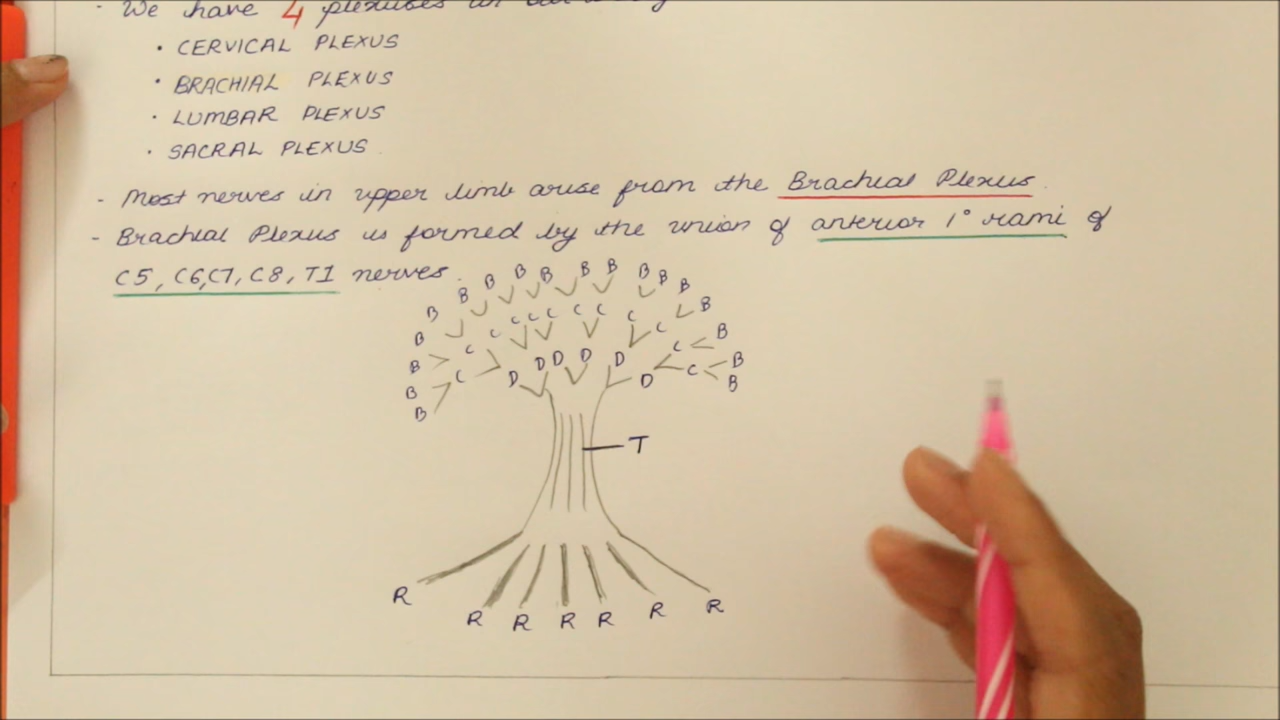 - We have 4 plexuses in
• CERVICAL PLEXUS
• BRACHIAL PLEXUS
• LUMBAR PLEXUS
• SACRAL PLEXUS
- Most nerves in upper limb arise from the Brachial Plexus.
- Brachial Plexus is formed by the union of anterior 1° rami of
C5, C6, C7, C8, T1 nerves.
B B B B B B B B B
B B
B C C C C C C C C B
B C D D D D D C B
B C D D C B
B B
B
T
R R R R R R R